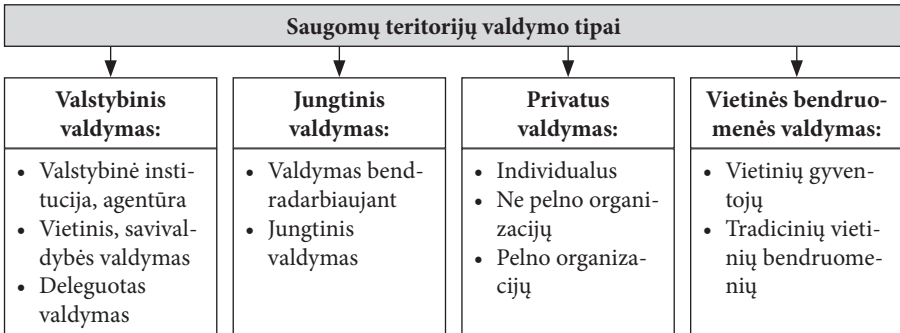 Saugomų teritorijų valdymo tipai
Valstybinis
valdymas:
• Valstybinė insti-
tucija, agentūra
• Vietinis, savival-
dybės valdymas
• Deleguotas
valdymas
Jungtinis
valdymas:
• Valdymas bend-
radarbiaujant
• Jungtinis
valdymas
Privatus
valdymas:
• Individualus
• Ne pelno organi-
zacijų
• Pelno organiza-
cijų
Vietinės bendruo-
menės valdymas:
• Vietinių gyven-
tojų
• Tradicinių vieti-
nių bendruome-
nių